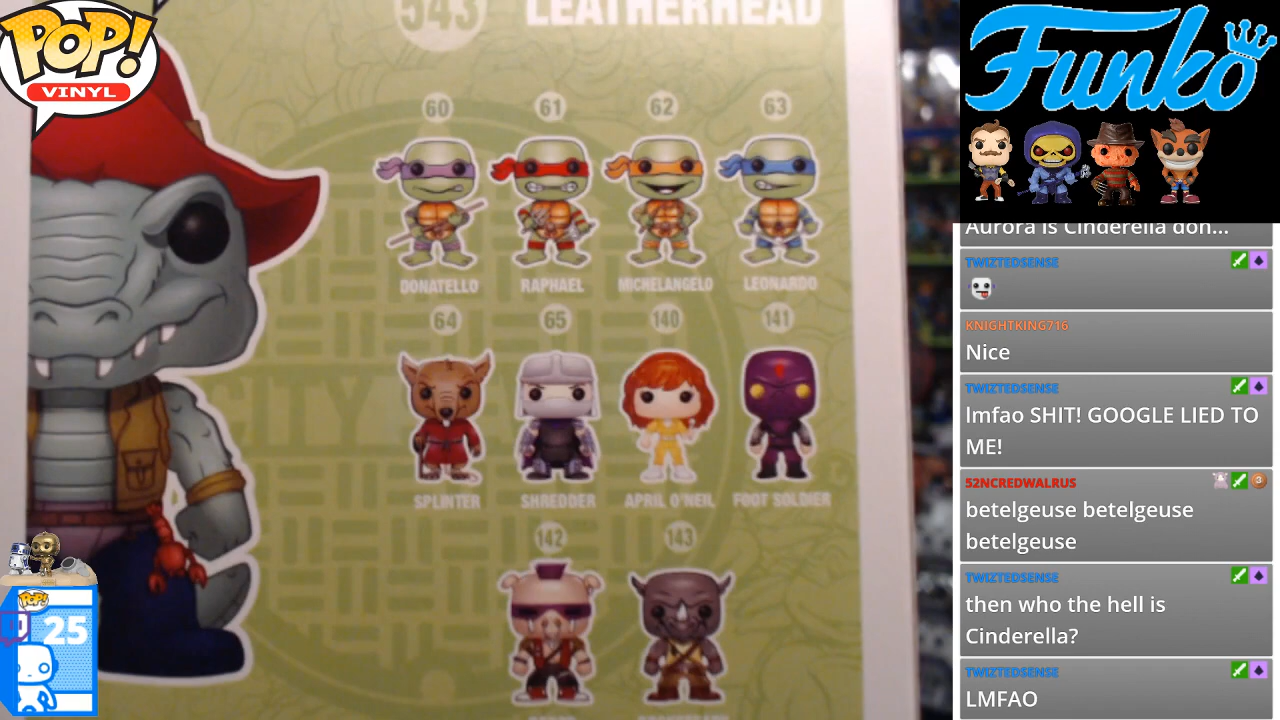 POP!
VINYL
543 LEATHERHEAD
60 61 62 63
DONATELLO RAPHAEL MICHELANGELO LEONARDO
64 65 140 141
SPLINTER SHREDDER APRIL O'NEIL FOOT SOLDIER
142 143
POP!
25
Funko
Aurora is Cinderella don...
TWIZTEDSENSE
KNIGHTKING716
Nice
TWIZTEDSENSE
lmfao SHIT! GOOGLE LIED TO
ME!
52NCREDWALRUS
betelgeuse betelgeuse
betelgeuse
TWIZTEDSENSE
then who the hell is
Cinderella?
TWIZTEDSENSE
LMFAO